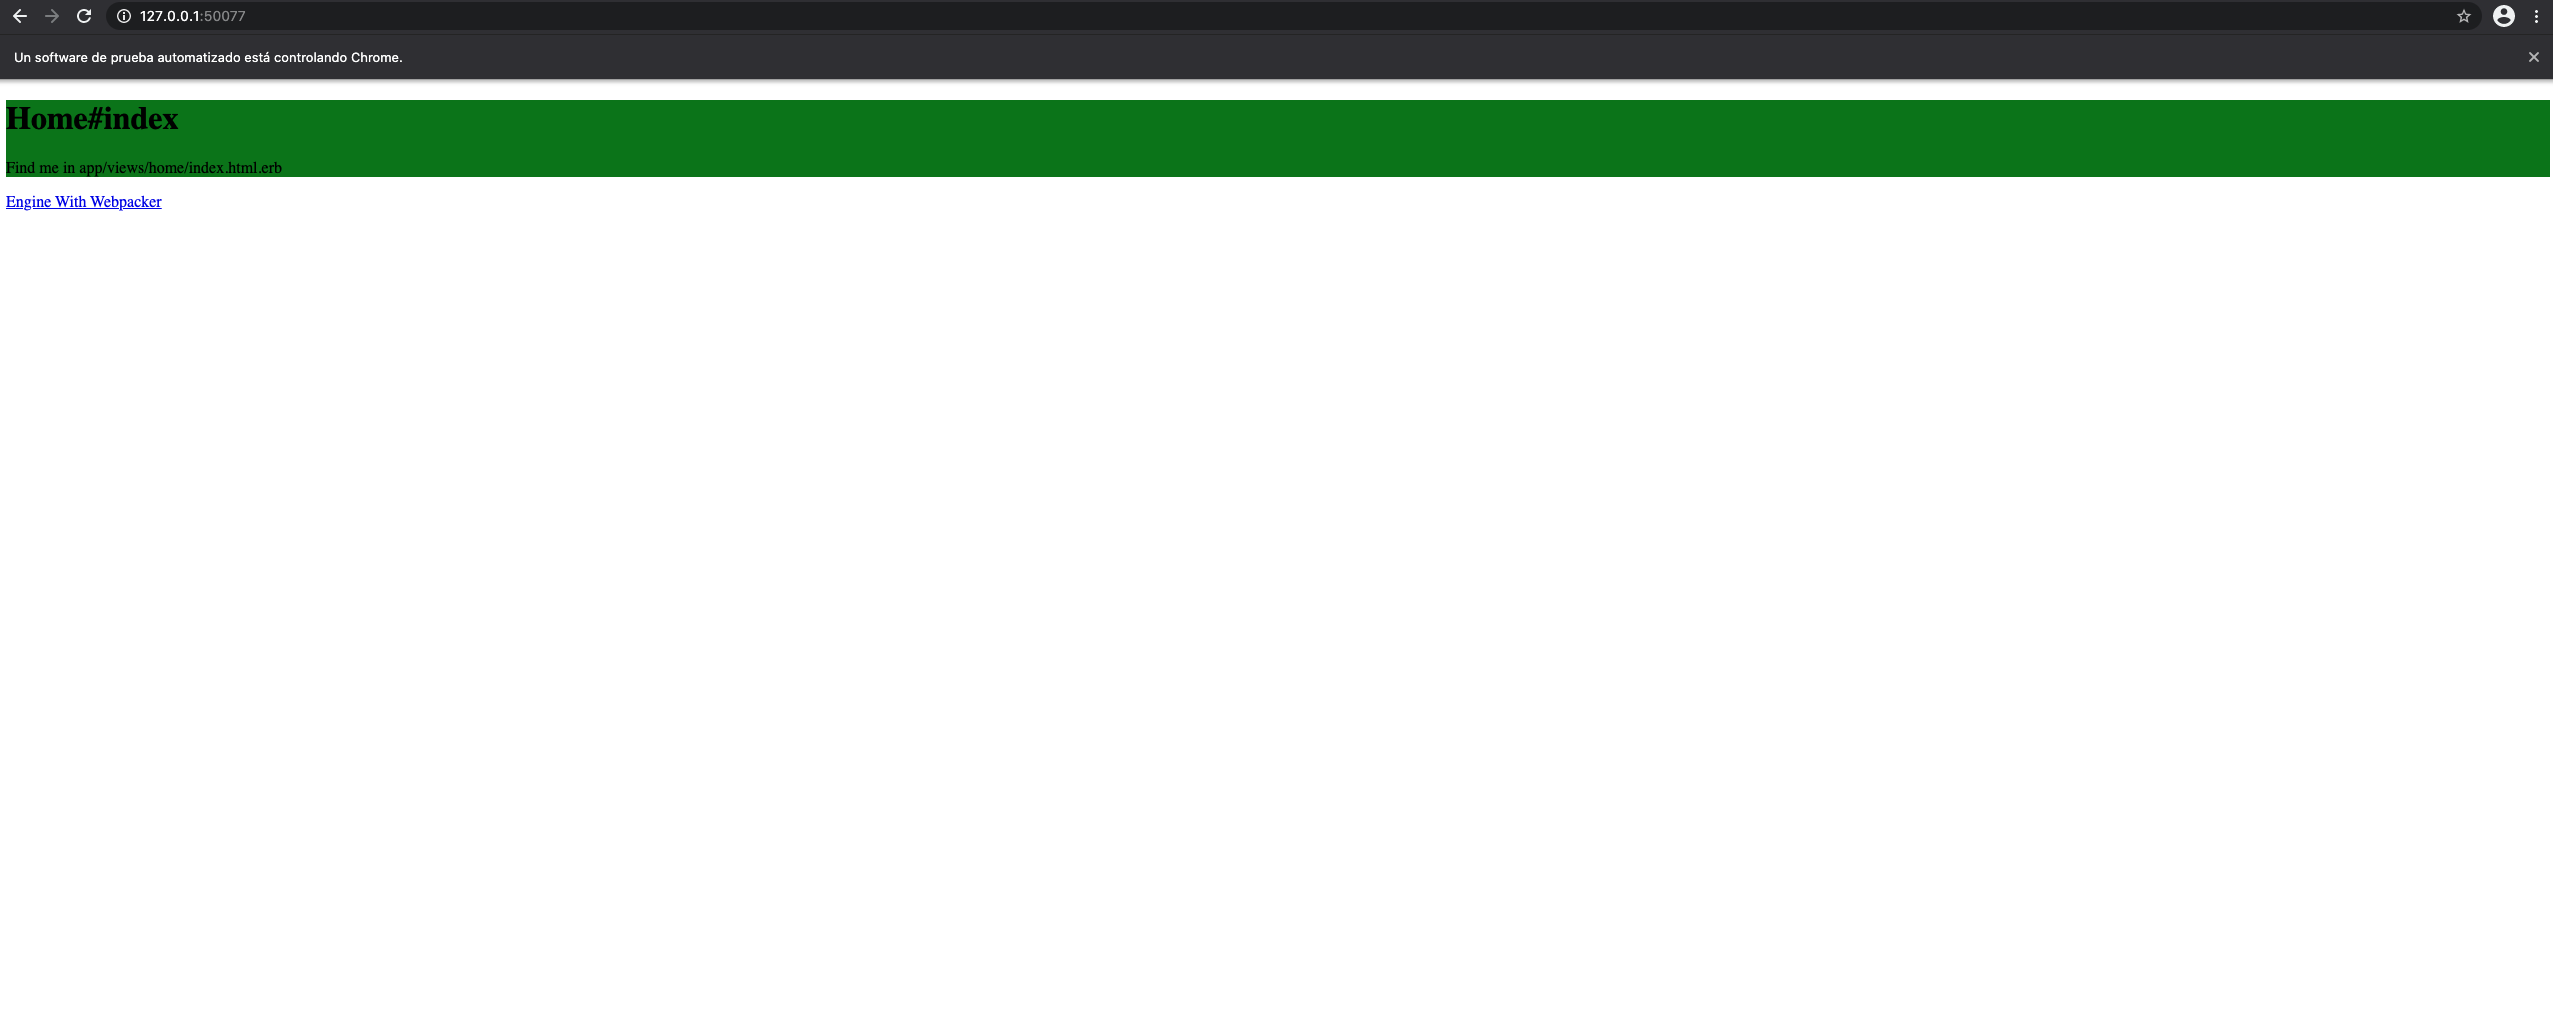 127.0.0.1:50077
Un software de prueba automatizado está controlando Chrome.
Home#index
Find me in app/views/home/index.html.erb
Engine With Webpacker